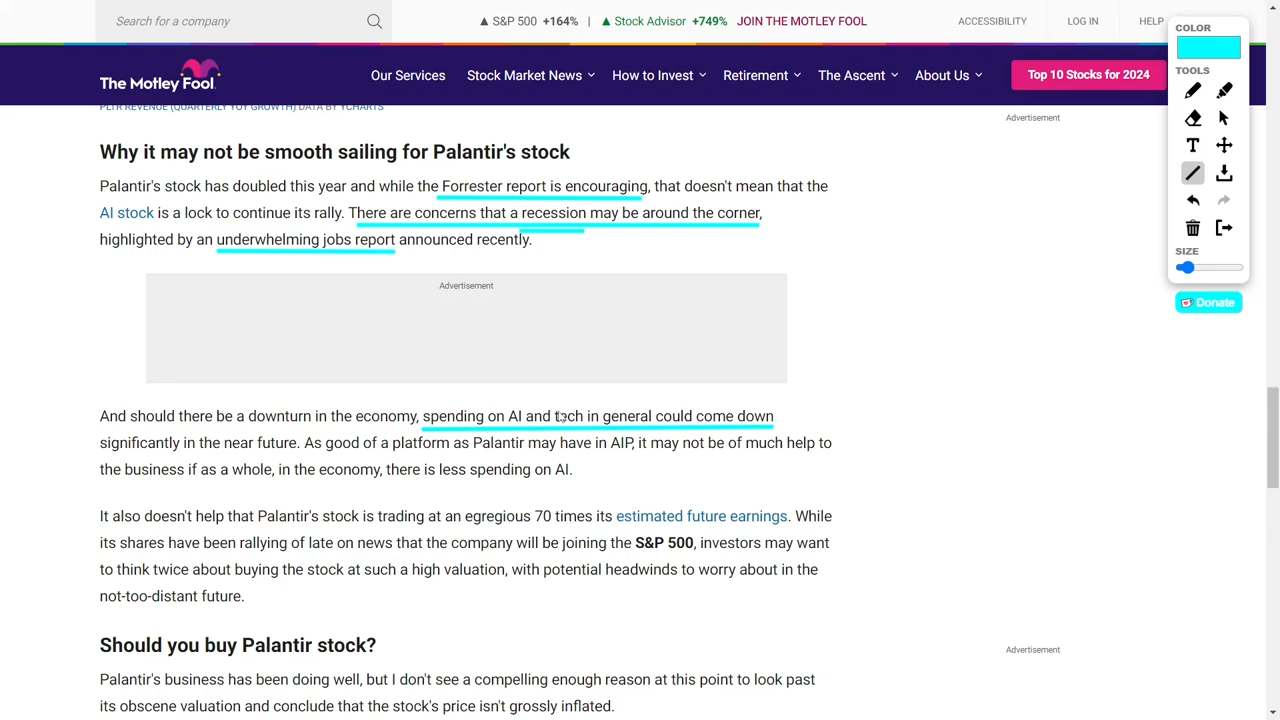 Search for a company
▲ S&P 500 +164% | ▲ Stock Advisor +749% JOIN THE MOTLEY FOOL
ACCESSIBILITY
LOG IN
HELP
The Motley Fool
Our Services
Stock Market News
How to Invest
Retirement
The Ascent
About Us
Top 10 Stocks for 2024
PLTR REVENUE (QUARTERLY YOY GROWTH) DATA BY YCHARTS
Advertisement
Why it may not be smooth sailing for Palantir's stock
Palantir's stock has doubled this year and while the Forrester report is encouraging, that doesn't mean that the
AI stock is a lock to continue its rally. There are concerns that a recession may be around the corner,
highlighted by an underwhelming jobs report announced recently.
Advertisement
And should there be a downturn in the economy, spending on AI and tech in general could come down
significantly in the near future. As good of a platform as Palantir may have in AIP, it may not be of much help to
the business if as a whole, in the economy, there is less spending on AI.
It also doesn't help that Palantir's stock is trading at an egregious 70 times its estimated future earnings. While
its shares have been rallying of late on news that the company will be joining the S&P 500, investors may want
to think twice about buying the stock at such a high valuation, with potential headwinds to worry about in the
not-too-distant future.
Should you buy Palantir stock?
Advertisement
Palantir's business has been doing well, but I don't see a compelling enough reason at this point to look past
its obscene valuation and conclude that the stock's price isn't grossly inflated.
COLOR
TOOLS
T
SIZE
Donate